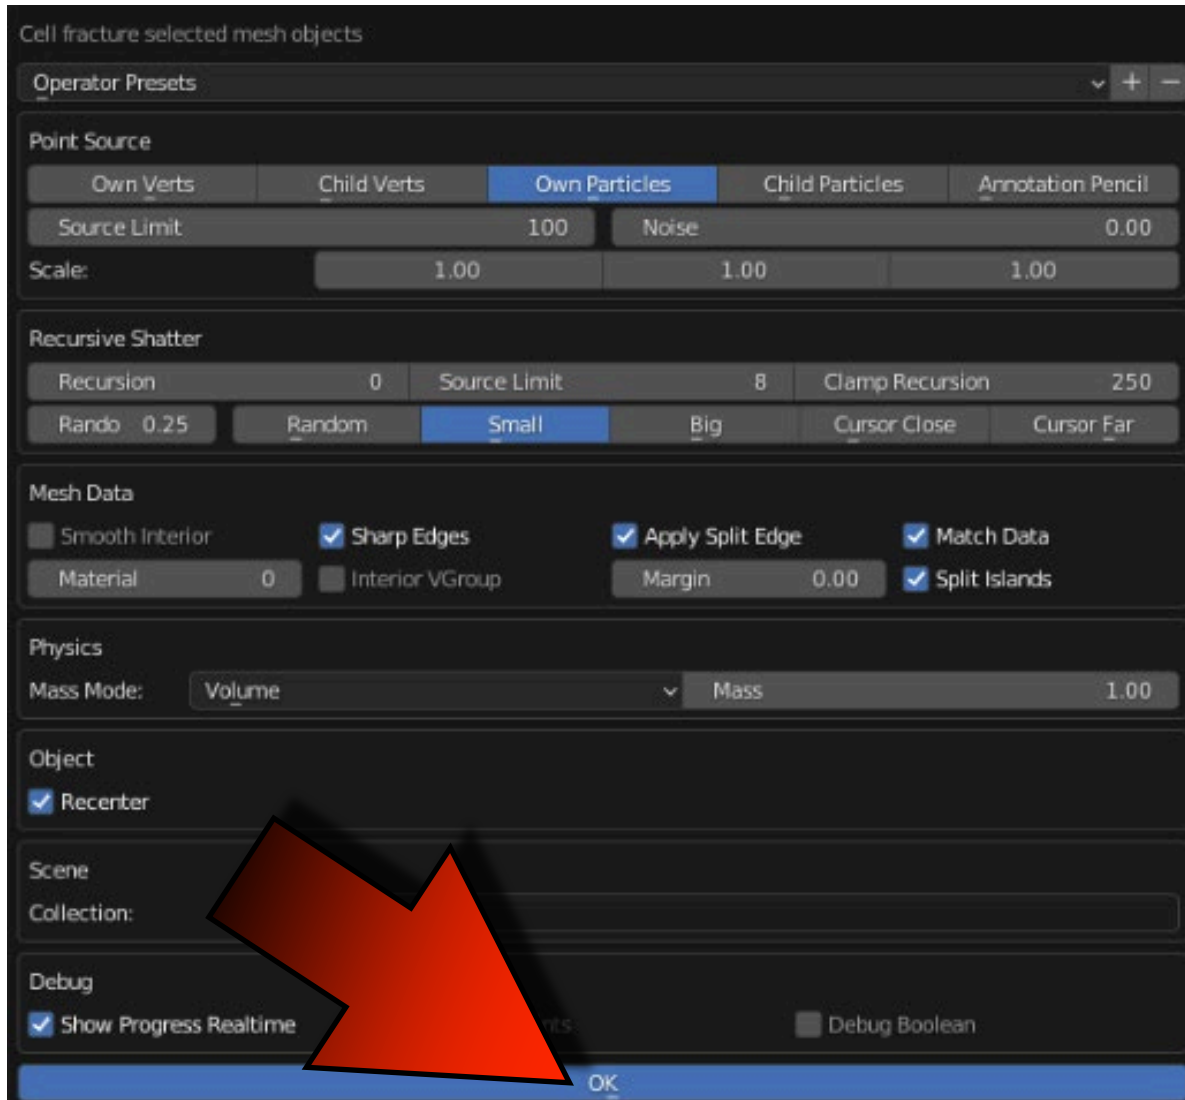 Cell fracture selected mesh objects
Operator Presets
Point Source
Own Verts Child Verts Own Particles Child Particles Annotation Pencil
Source Limit 100 Noise 0.00
Scale: 1.00 1.00 1.00
Recursive Shatter
Recursion 0 Source Limit 8 Clamp Recursion 250
Rando 0.25 Random Small Big Cursor Close Cursor Far
Mesh Data
Smooth Interior Sharp Edges Apply Split Edge Match Data
Material 0 Interior VGroup Margin 0.00 Split Islands
Physics
Mass Mode: Volume Mass 1.00
Object
Recenter
Scene
Collection:
Debug
Show Progress Realtime Debug Boolean
OK